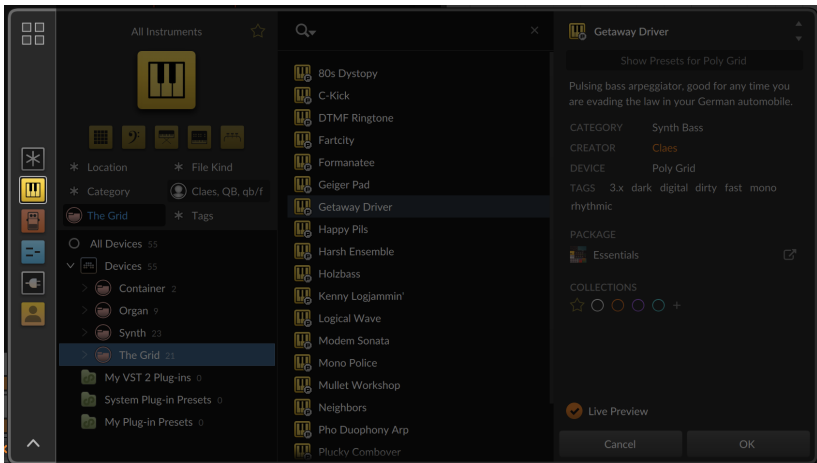 All Instruments
* Location
* File Kind
* Category
Claes, QB, qb/f
The Grid
* Tags
All Devices 55
Devices 55
Container 2
Organ 9
Synth 23
The Grid 21
My VST 2 Plug-ins 0
System Plug-in Presets 0
My Plug-in Presets 0
80s Dystopy
C-Kick
DTMF Ringtone
Fartcity
Formanatee
Geiger Pad
Getaway Driver
Happy Pils
Harsh Ensemble
Holzbass
Kenny Logjammin'
Logical Wave
Modem Sonata
Mono Police
Mullet Workshop
Neighbors
Pho Duophony Arp
Plucky Combover
Getaway Driver
Show Presets for Poly Grid
Pulsing bass arpeggiator, good for any time you
are evading the law in your German automobile.
CATEGORY Synth Bass
CREATOR Claes
DEVICE Poly Grid
TAGS 3.x dark digital dirty fast mono
rhythmic
PACKAGE
Essentials
COLLECTIONS
Live Preview
Cancel
OK